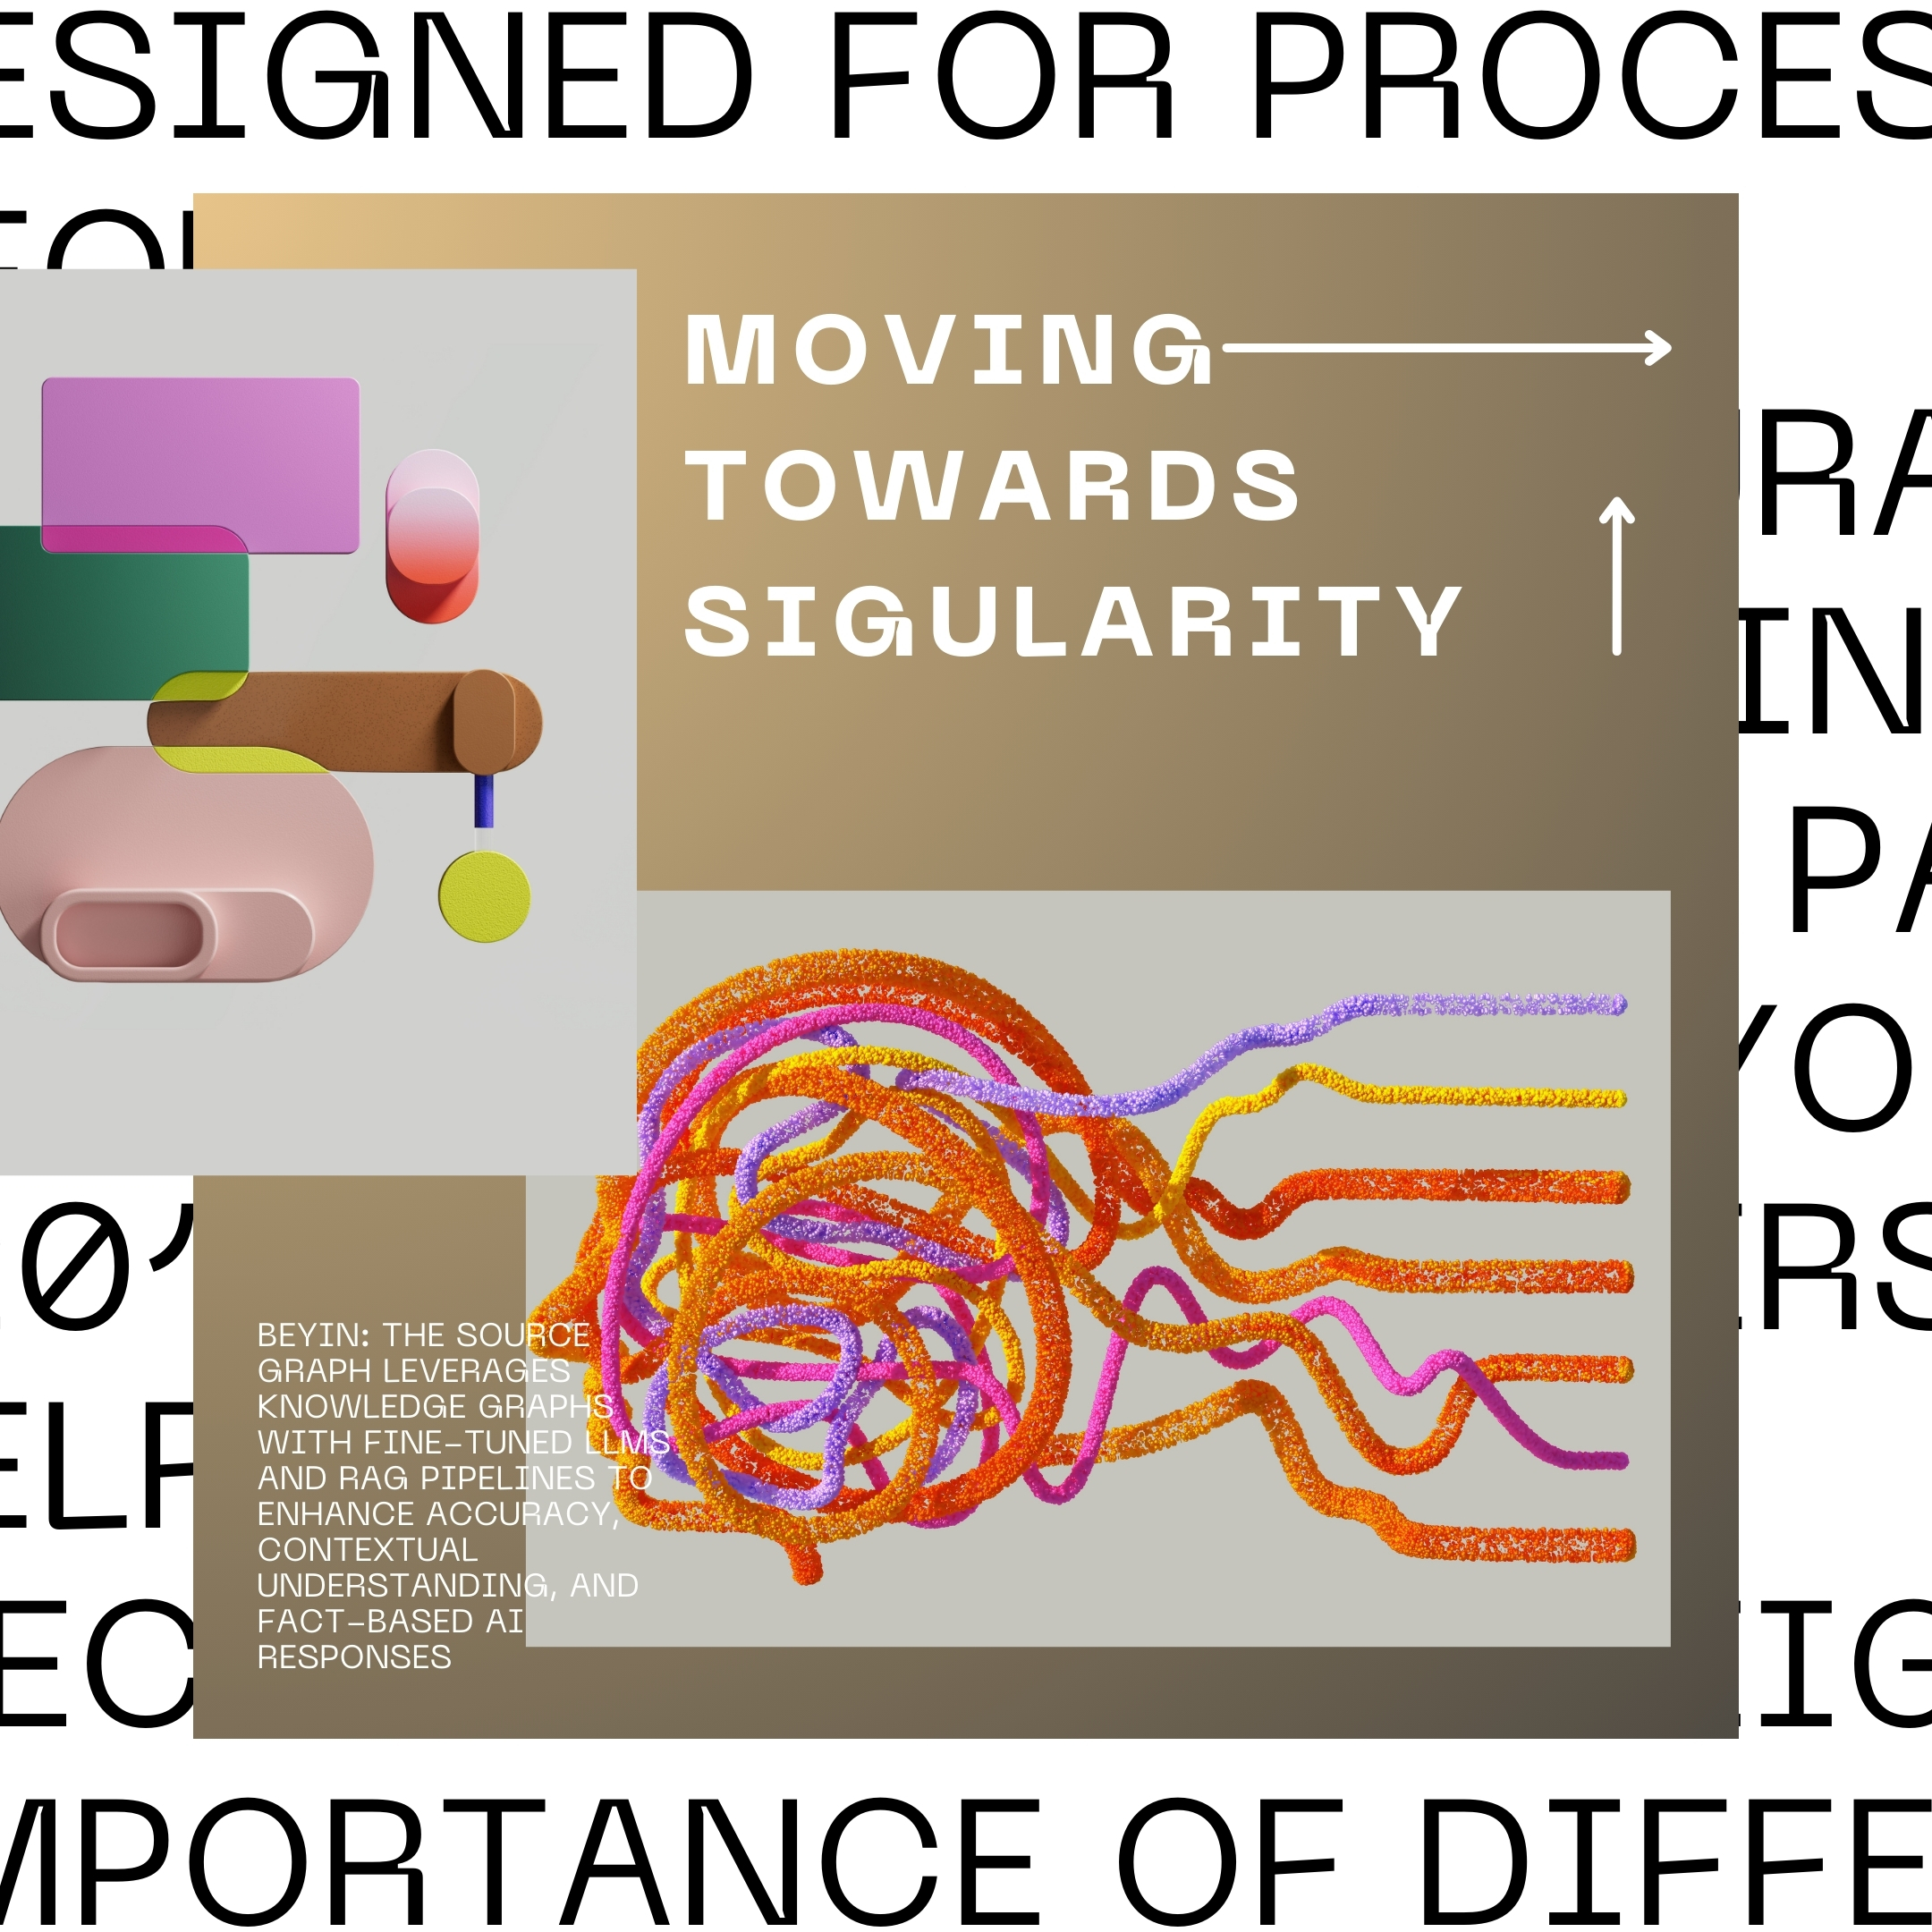 ESIGNED FOR PROCES
MOVING
TOWARDS
SIGULARITY
BEYIN: THE SOURCE
GRAPH LEVERAGES
KNOWLEDGE GRAPHS
WITH FINE-TUNED LLMS
AND RAG PIPELINES TO
ENHANCE ACCURACY,
CONTEXTUAL
UNDERSTANDING, AND
FACT-BASED AI
RESPONSES
RA
IN
PA
YO
ERS
ELP
EC
IG
MPORTANCE OF DIFFE